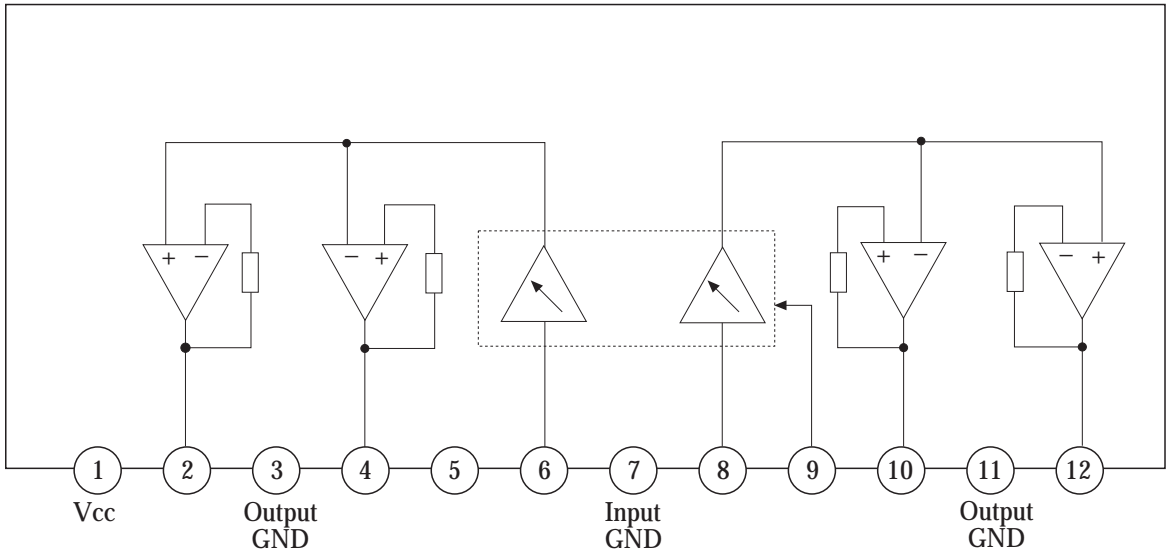 + − − + + − − +
1 2 3 4 5 6 7 8 9 10 11 12
Vcc Output Input Output
GND GND GND